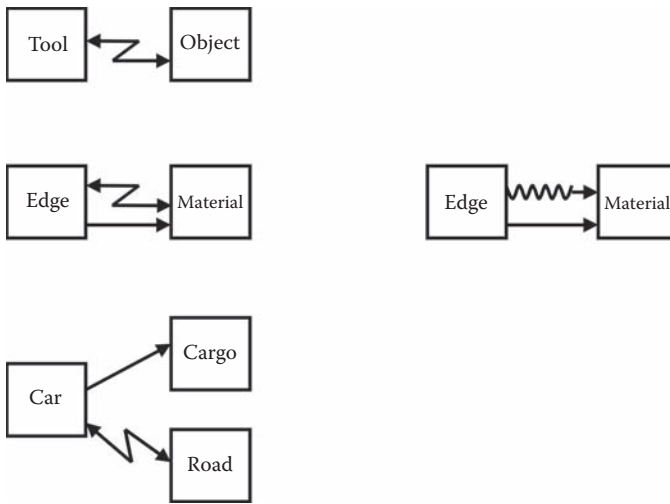 Tool
Object
Edge
Material
Edge
Material
Cargo
Car
Road